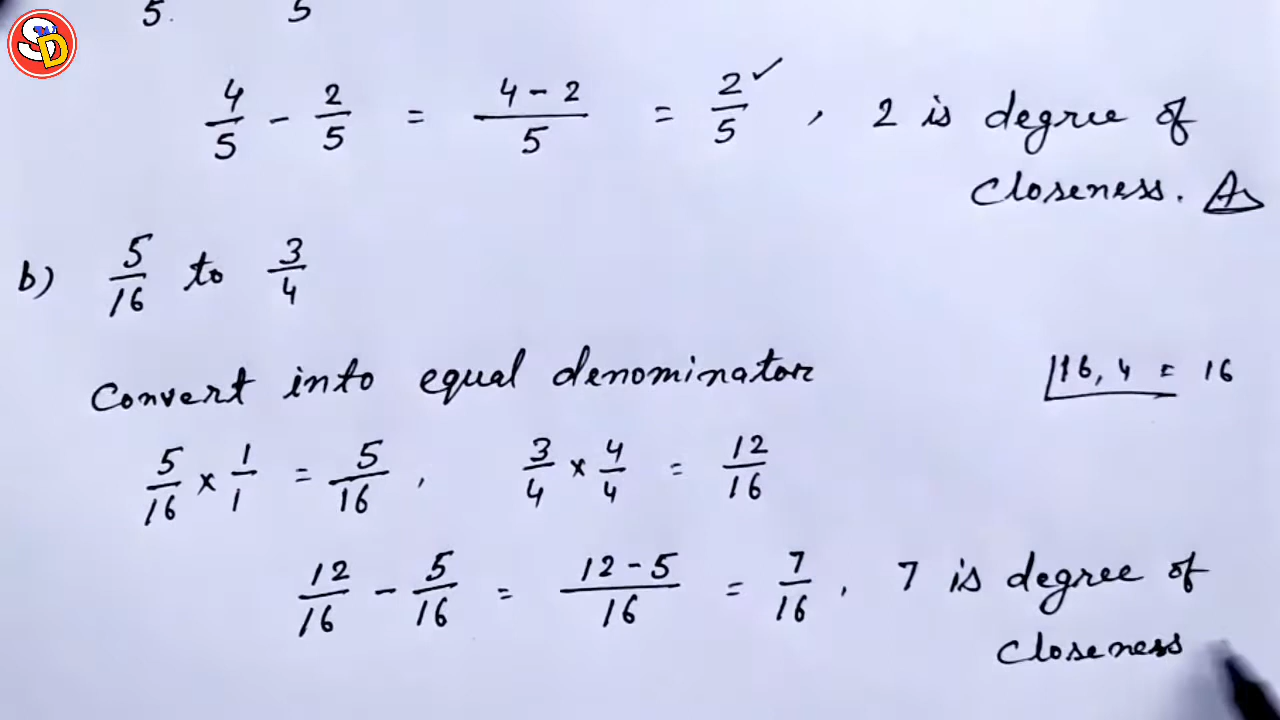 SD
5. 5
4/5 - 2/5 = 4-2/5 = 2/5 ✓, 2 is degree of
closeness. A
b) 5/16 to 3/4
Convert into equal denominator
16, 4 = 16
5/16 × 1/1 = 5/16, 3/4 × 4/4 = 12/16
12/16 - 5/16 = 12-5/16 = 7/16. 7 is degree of
closeness